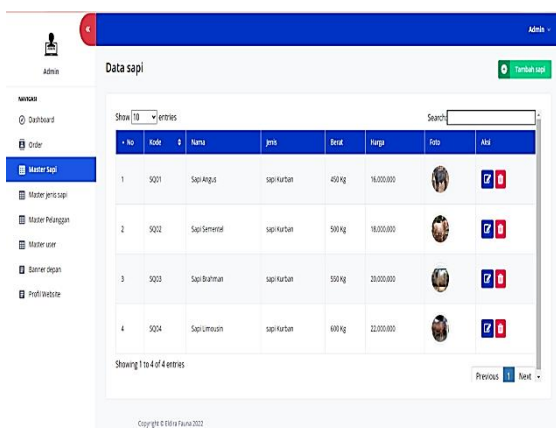 Admin
Admin
Data sapi
Tambah sapi
NAVIGASI
Dashboard
Order
Master Sapi
Master jenis sapi
Master Pelanggan
Master user
Banner depan
Profil Website
Show 10 entries
Search:
No Kode Nama Jenis Berat Harga Foto Aksi
1 SQ01 Sapi Angus sapi Kurban 450 Kg 16.000.000
2 SQ02 Sapi Sementel sapi Kurban 500 Kg 18.000.000
3 SQ03 Sapi Brahman sapi Kurban 550 Kg 20.000.000
4 SQ04 Sapi Limousin sapi Kurban 600 Kg 22.000.000
Showing 1 to 4 of 4 entries
Previous 1 Next
Copyright © Eldira Fauna 2022